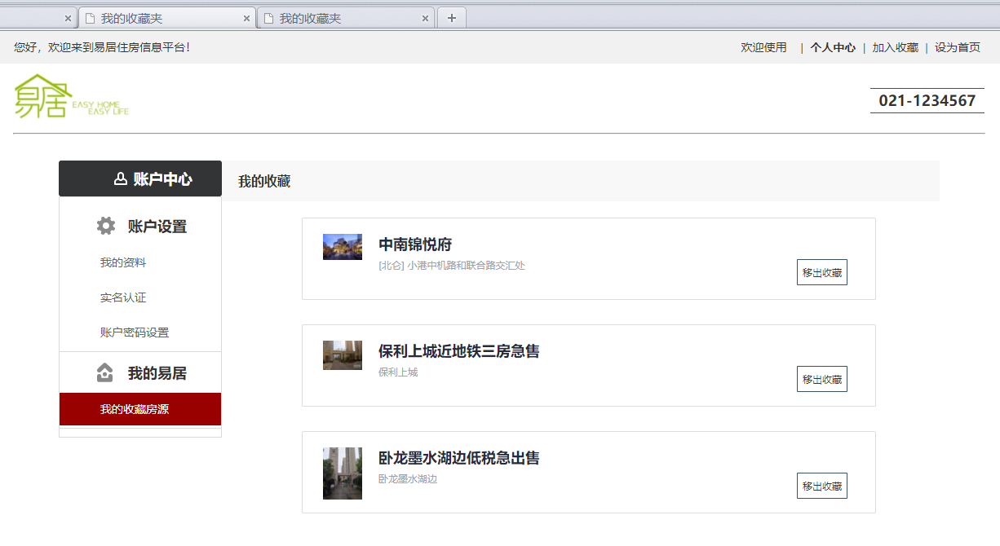 我的收藏夹
我的收藏夹
您好，欢迎来到易居住房信息平台！
欢迎使用 | 个人中心 | 加入收藏 | 设为首页
易居 EASY HOME
EASY LIFE
021-1234567
账户中心
我的收藏
账户设置
我的资料
实名认证
账户密码设置
我的易居
我的收藏房源
中南锦悦府
[北仑] 小港中机路和联合路交汇处
移出收藏
保利上城近地铁三房急售
保利上城
移出收藏
卧龙墨水湖边低税急出售
卧龙墨水湖边
移出收藏